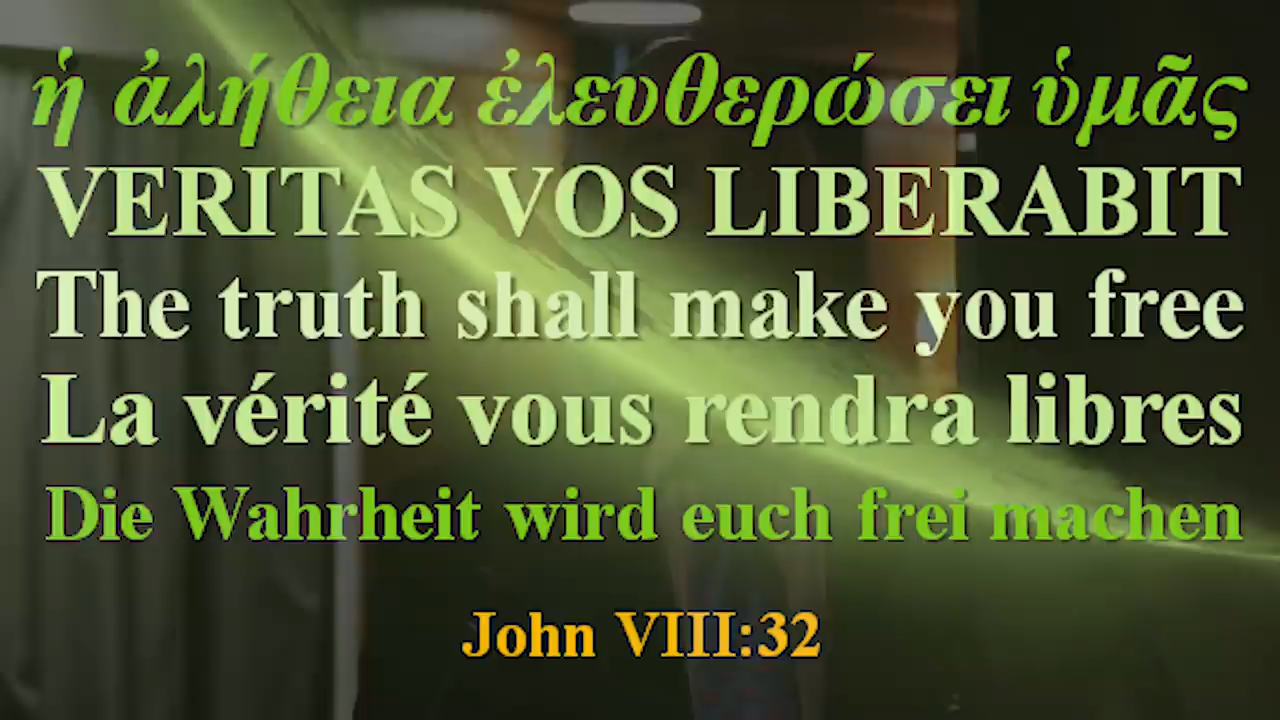 ἡ ἀλήθεια ἐλευθερώσει ὑμᾶς
VERITAS VOS LIBERABIT
The truth shall make you free
La vérité vous rendra libres
Die Wahrheit wird euch frei machen
John VIII:32